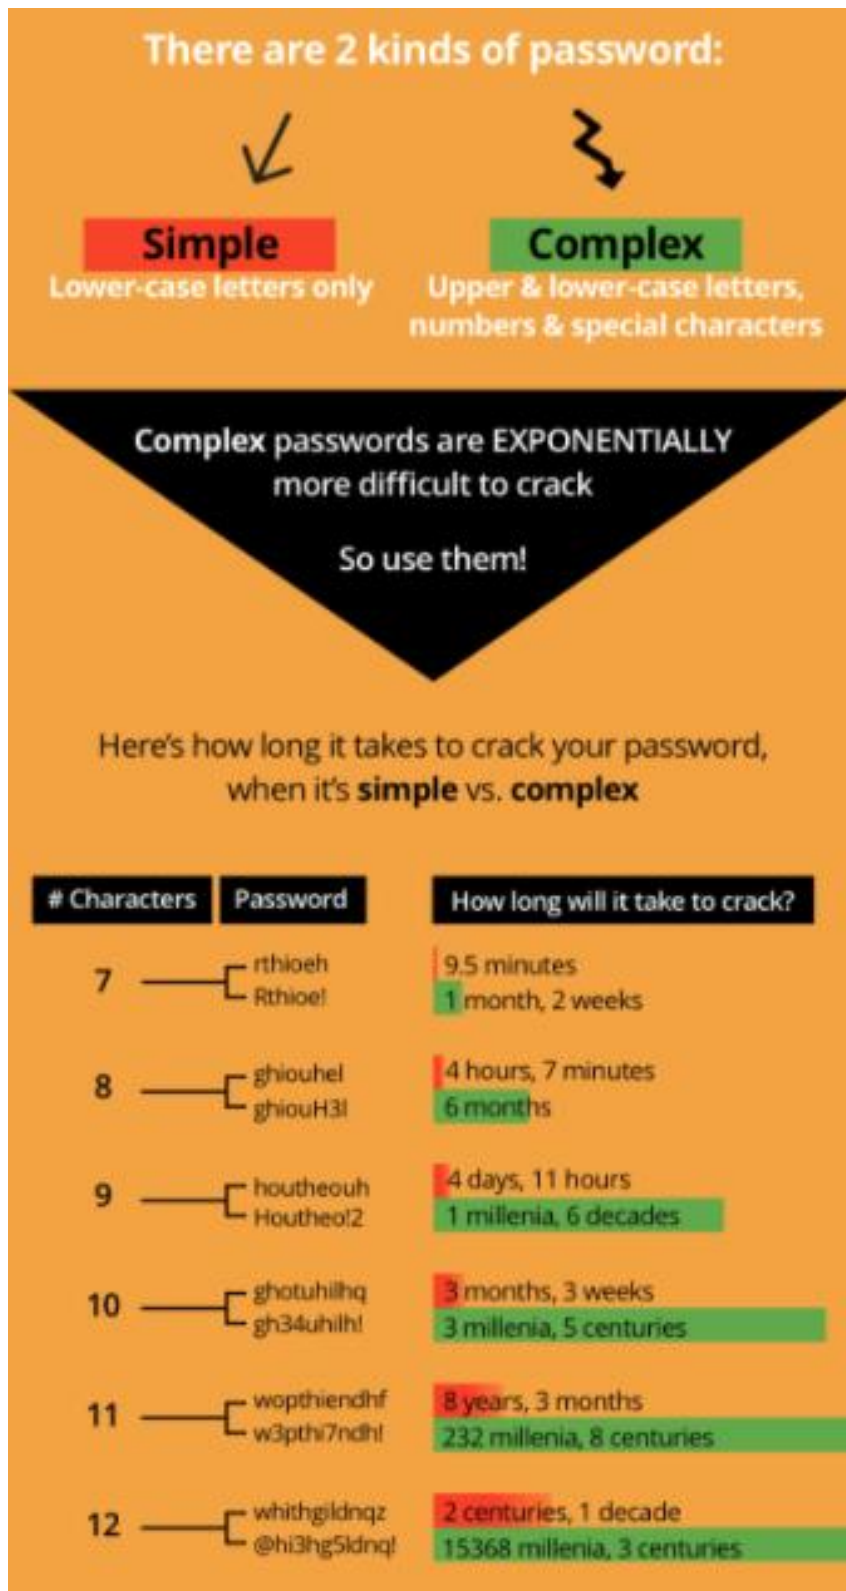 There are 2 kinds of password:
Simple
Lower-case letters only
Complex
Upper & lower-case letters,
numbers & special characters
Complex passwords are EXPONENTIALLY
more difficult to crack
So use them!
Here's how long it takes to crack your password,
when it's simple vs. complex
# Characters Password How long will it take to crack?
7
rthioeh 9.5 minutes
Rthioe! 1 month, 2 weeks
8
ghiouhel 4 hours, 7 minutes
ghiouH3l 6 months
9
houtheouh 4 days, 11 hours
Houtheo!2 1 millenia, 6 decades
10
ghotuhilhq 3 months, 3 weeks
gh34uhilh! 3 millenia, 5 centuries
11
wopthiendhf 8 years, 3 months
w3pthi7ndh! 232 millenia, 8 centuries
12
whithgildnqz 2 centuries, 1 decade
@hi3hg5ldnq! 15368 millenia, 3 centuries